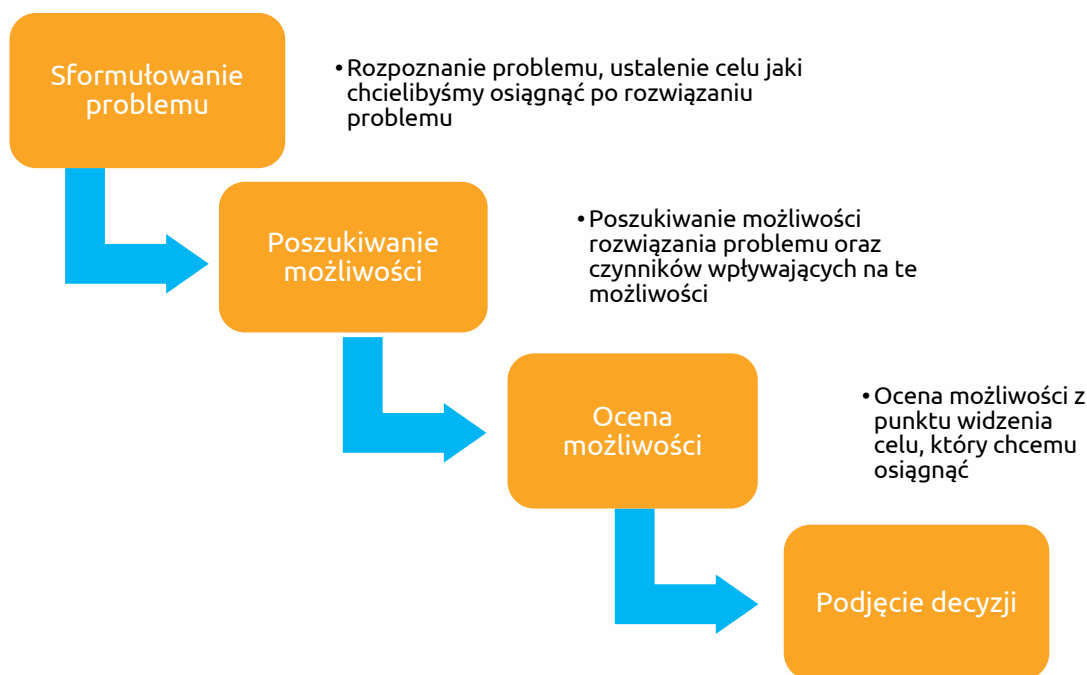 Sformułowanie
problemu
• Rozpoznanie problemu, ustalenie celu jaki
chcielibyśmy osiągnąć po rozwiązaniu
problemu
Poszukiwanie
możliwości
• Poszukiwanie możliwości
rozwiązania problemu oraz
czynników wpływających na te
możliwości
Ocena
możliwości
• Ocena możliwości z
punktu widzenia
celu, który chcemu
osiągnąć
Podjęcie decyzji